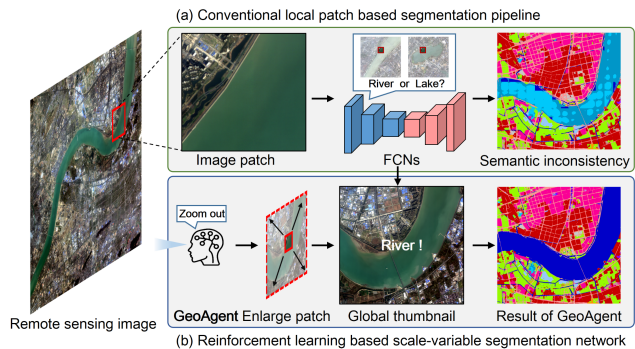 (a) Conventional local patch based segmentation pipeline
River or Lake?
Image patch
FCNs
Semantic inconsistency
Zoom out
River !
GeoAgent Enlarge patch
Global thumbnail
Result of GeoAgent
Remote sensing image
(b) Reinforcement learning based scale-variable segmentation network